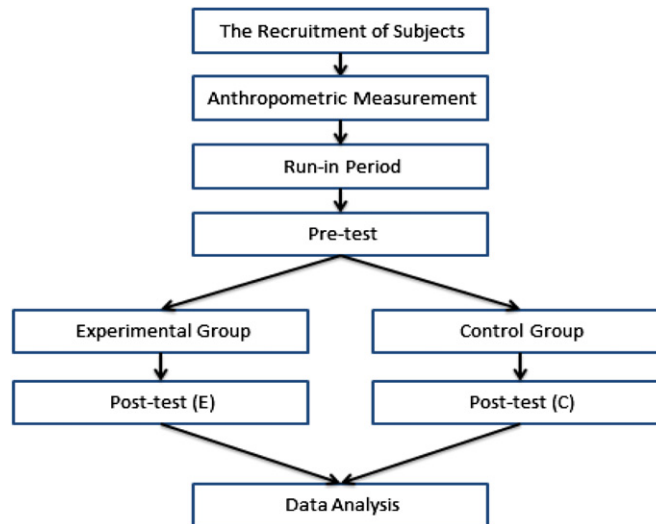 The Recruitment of Subjects
Anthropometric Measurement
Run-in Period
Pre-test
Experimental Group
Control Group
Post-test (E)
Post-test (C)
Data Analysis